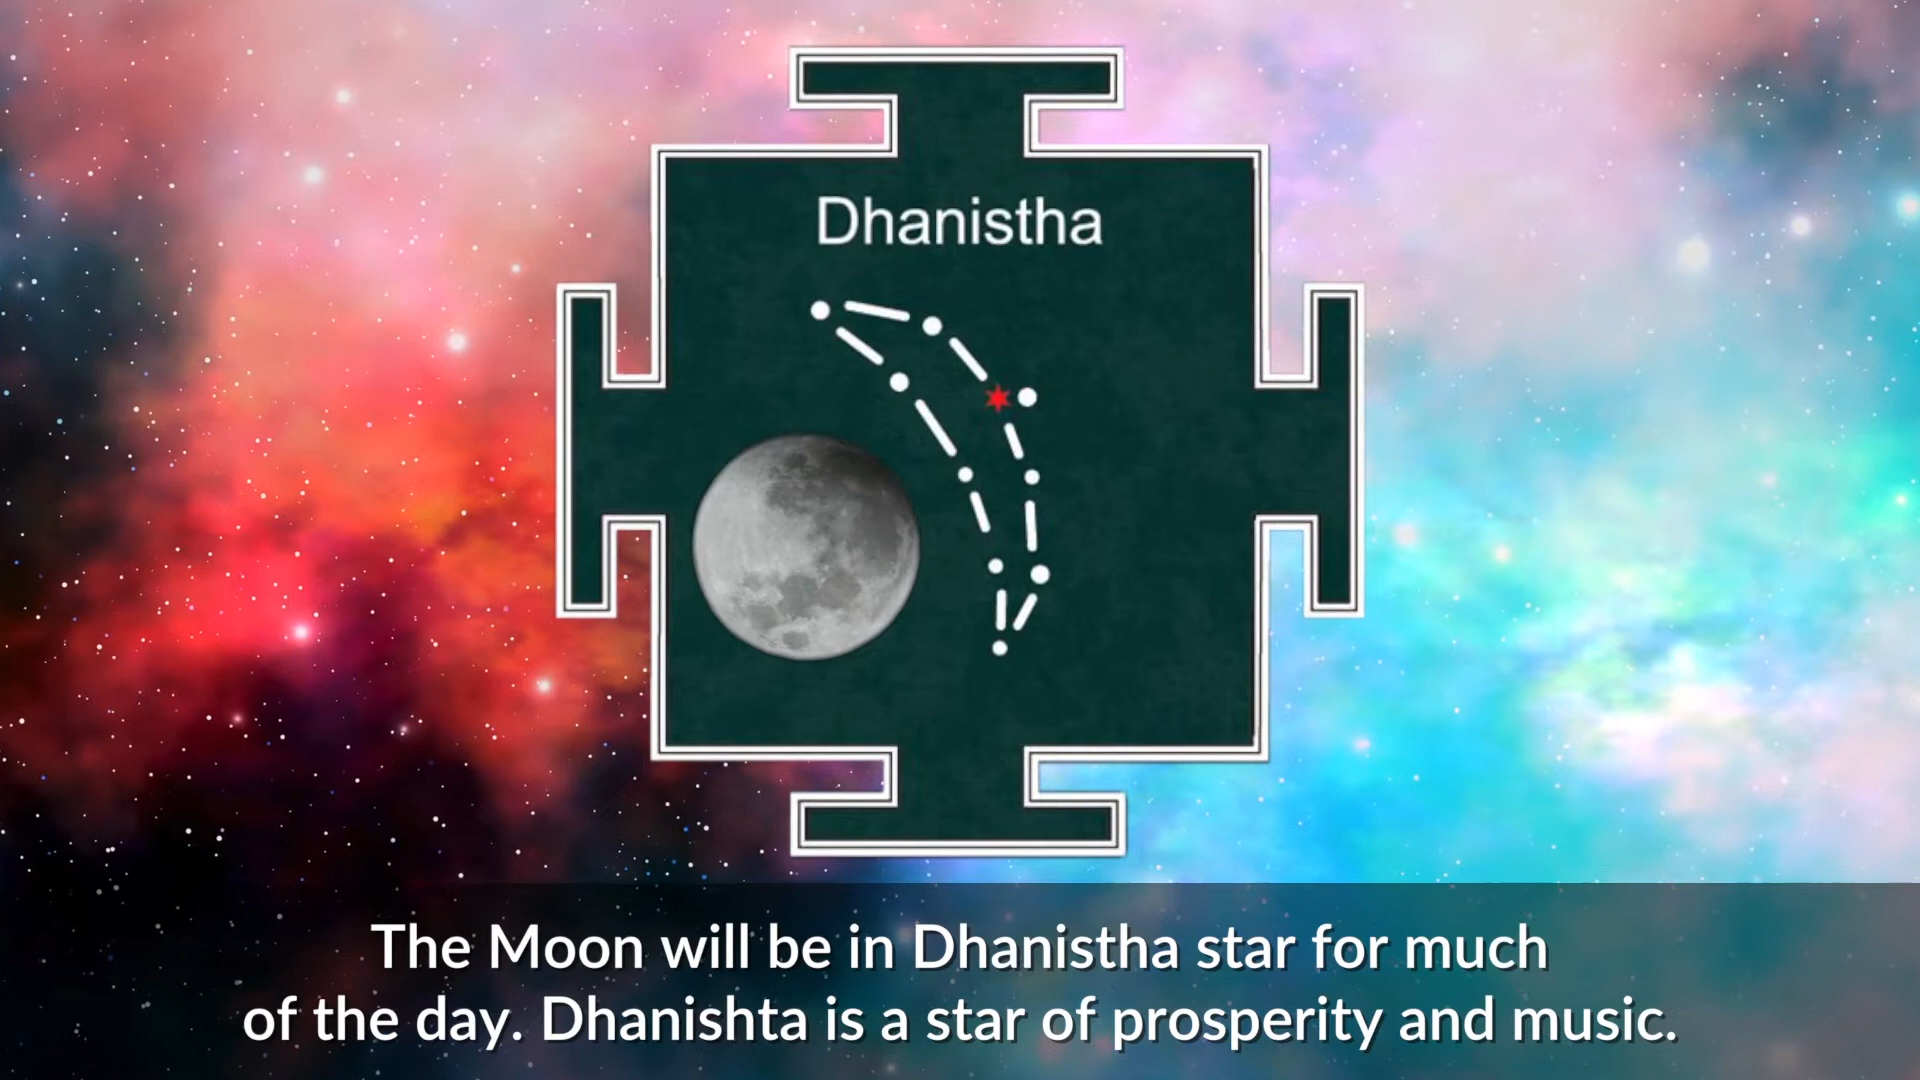 Dhanistha
The Moon will be in Dhanistha star for much
of the day. Dhanishta is a star of prosperity and music.